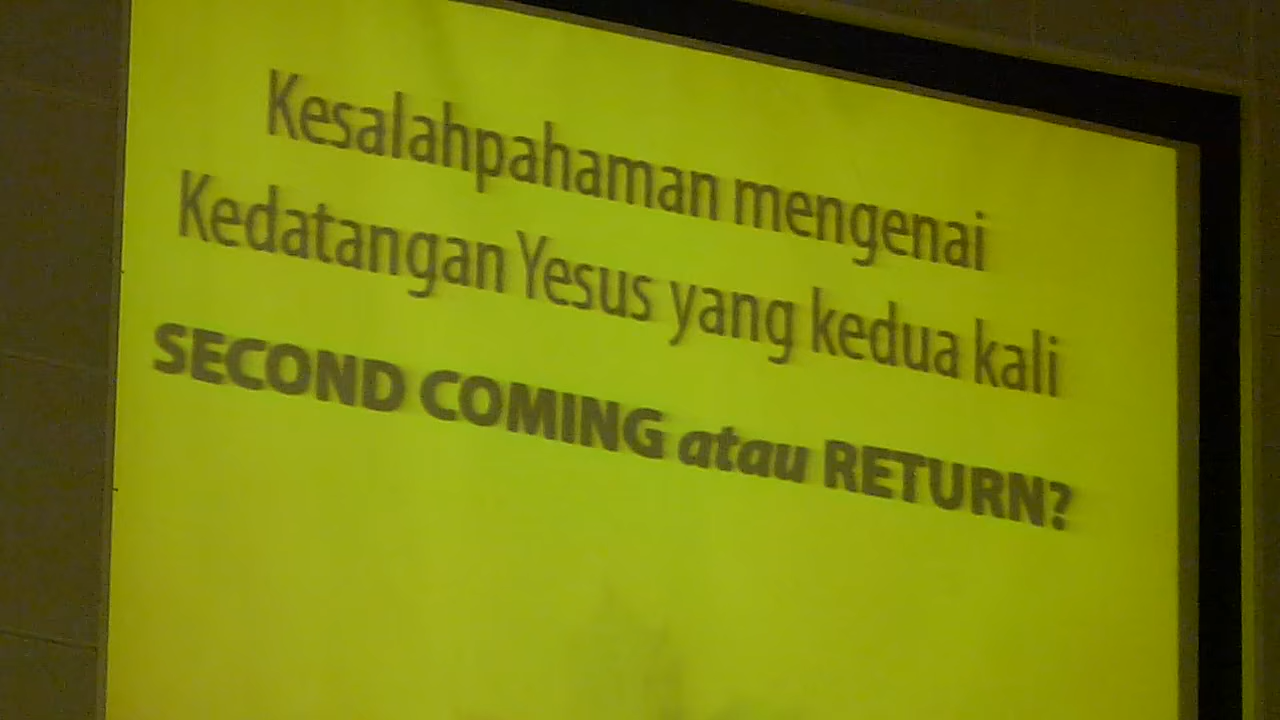 Kesalahpahaman mengenai
Kedatangan Yesus yang kedua kali
SECOND COMING atau RETURN?